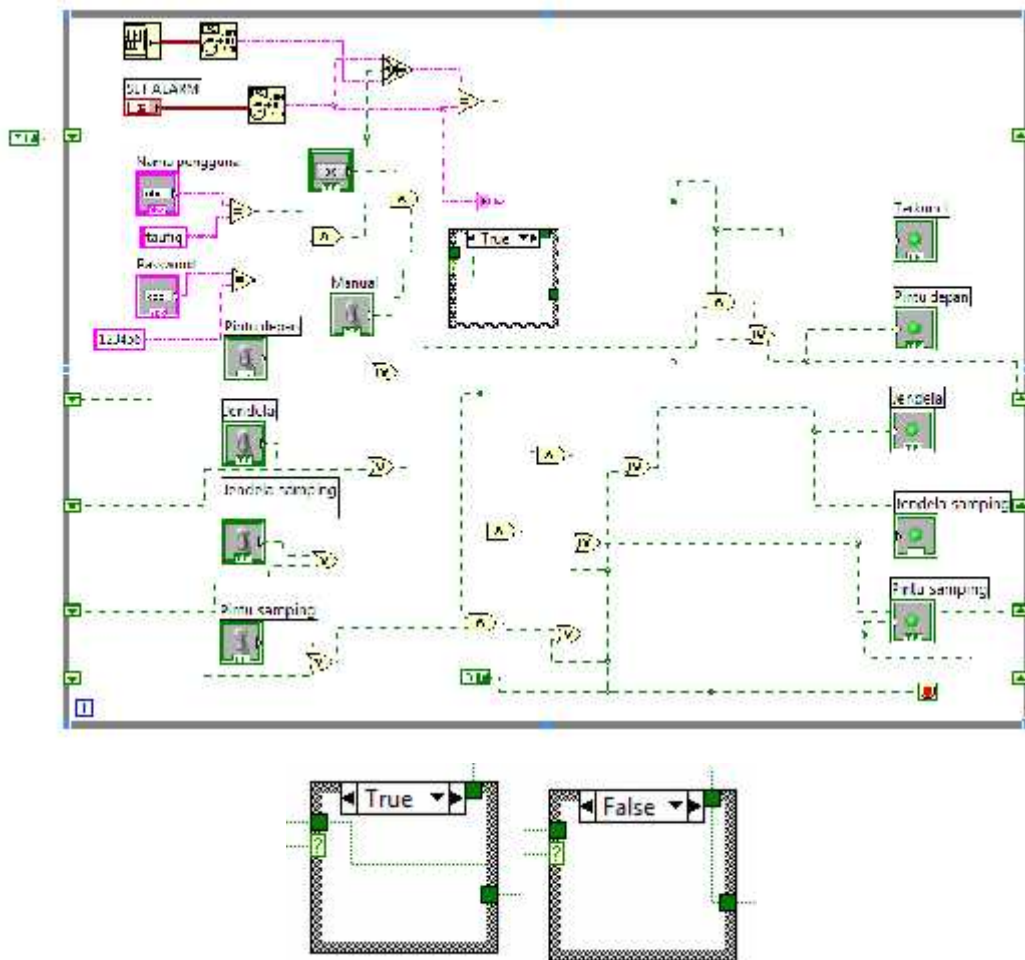 SET ALARM
Nama pengguna
taufiq
Password
123456
Manual
True
Pintu depan
Jendela
Jendela samping
Pintu samping
Terkunci
Pintu depan
Jendela
Jendela samping
Pintu samping
i
True
?
False
?